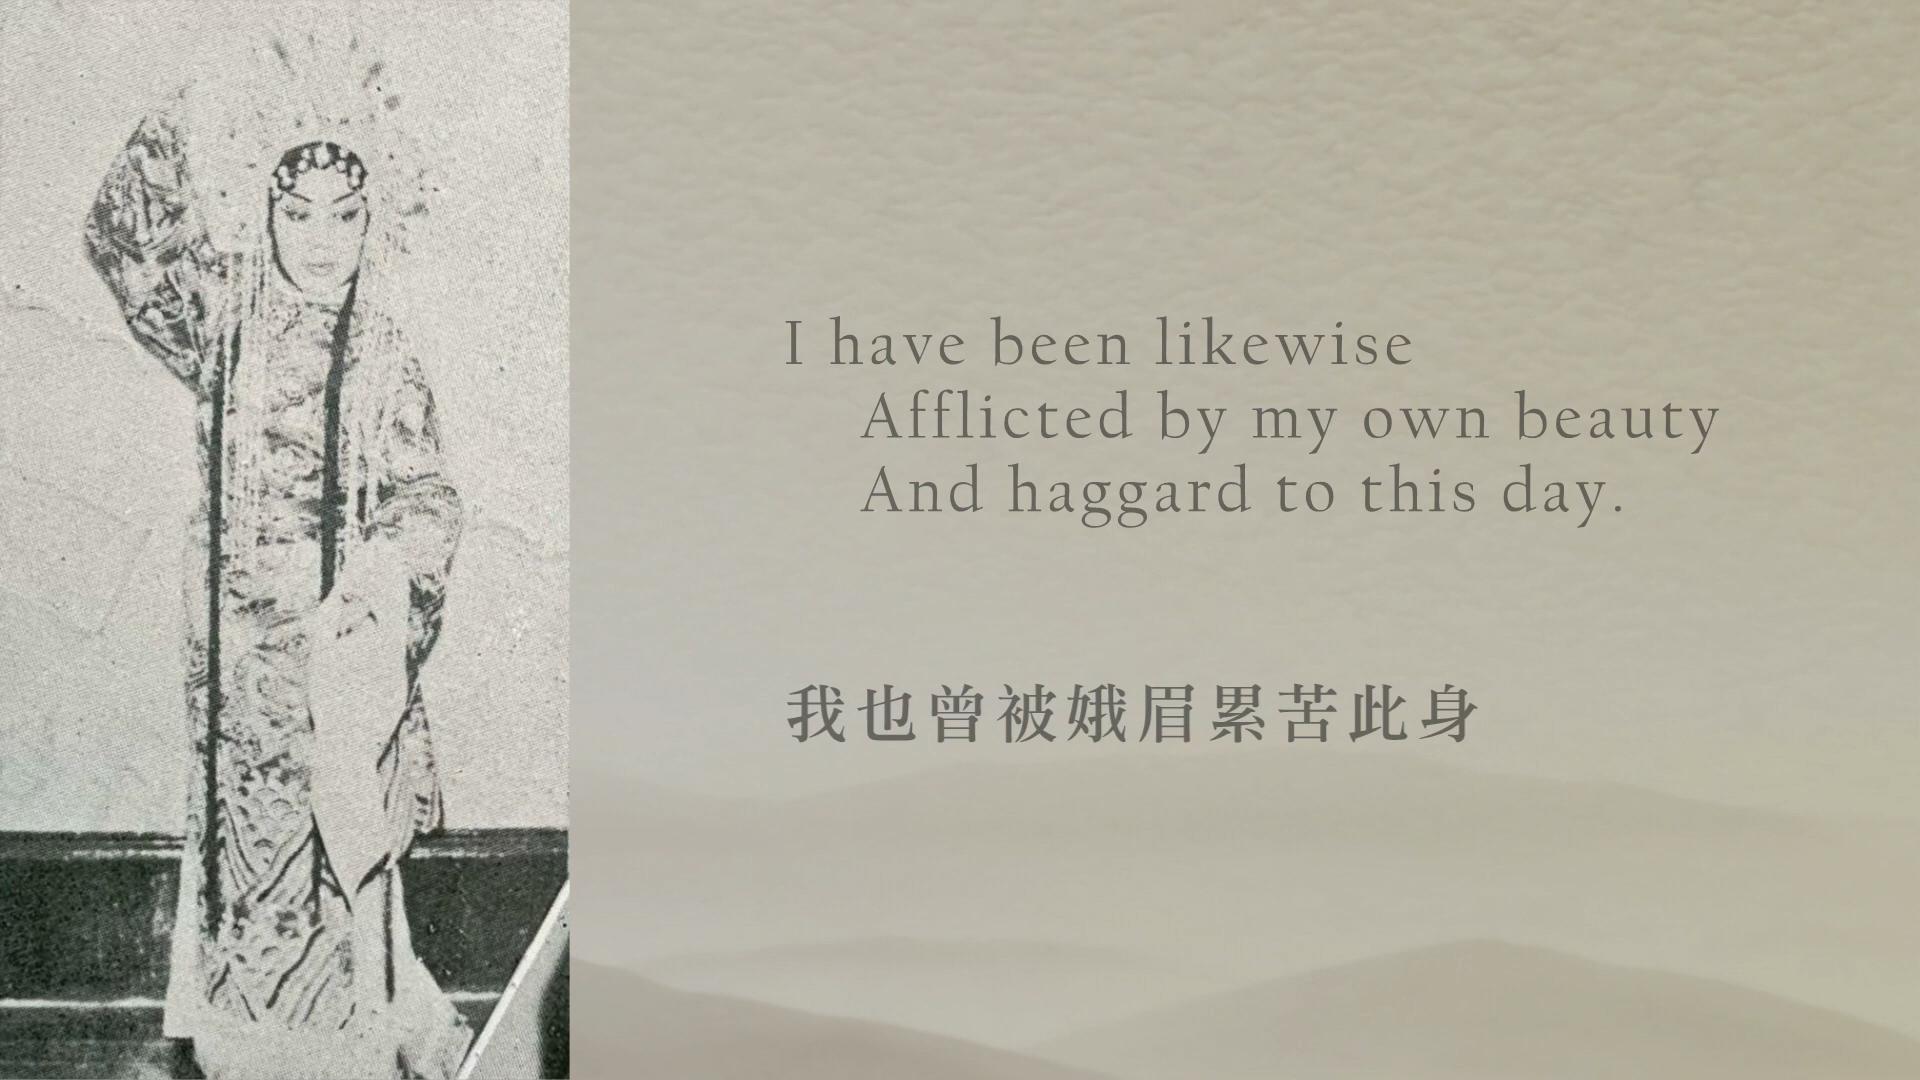 I have been likewise
Afflicted by my own beauty
And haggard to this day.
我也曾被娥眉累苦此身